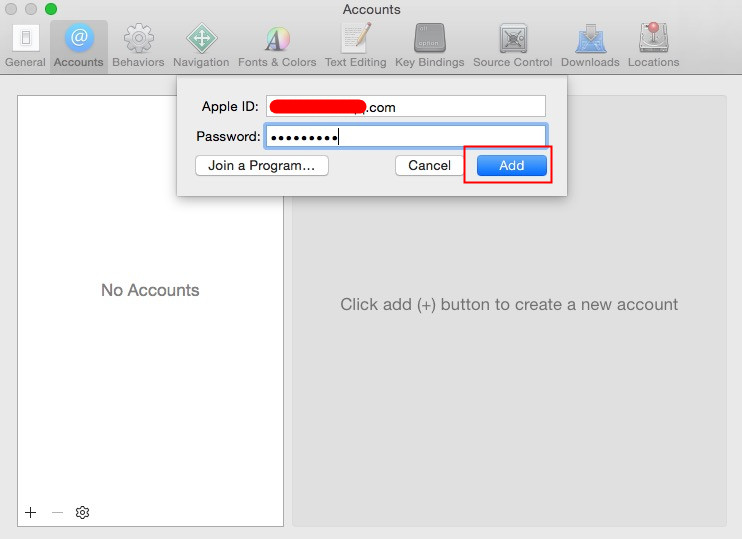 Accounts
General Accounts Behaviors Navigation Fonts & Colors Text Editing Key Bindings Source Control Downloads Locations
Apple ID: .com
Password: •••••••••
Join a Program... Cancel Add
No Accounts
Click add (+) button to create a new account